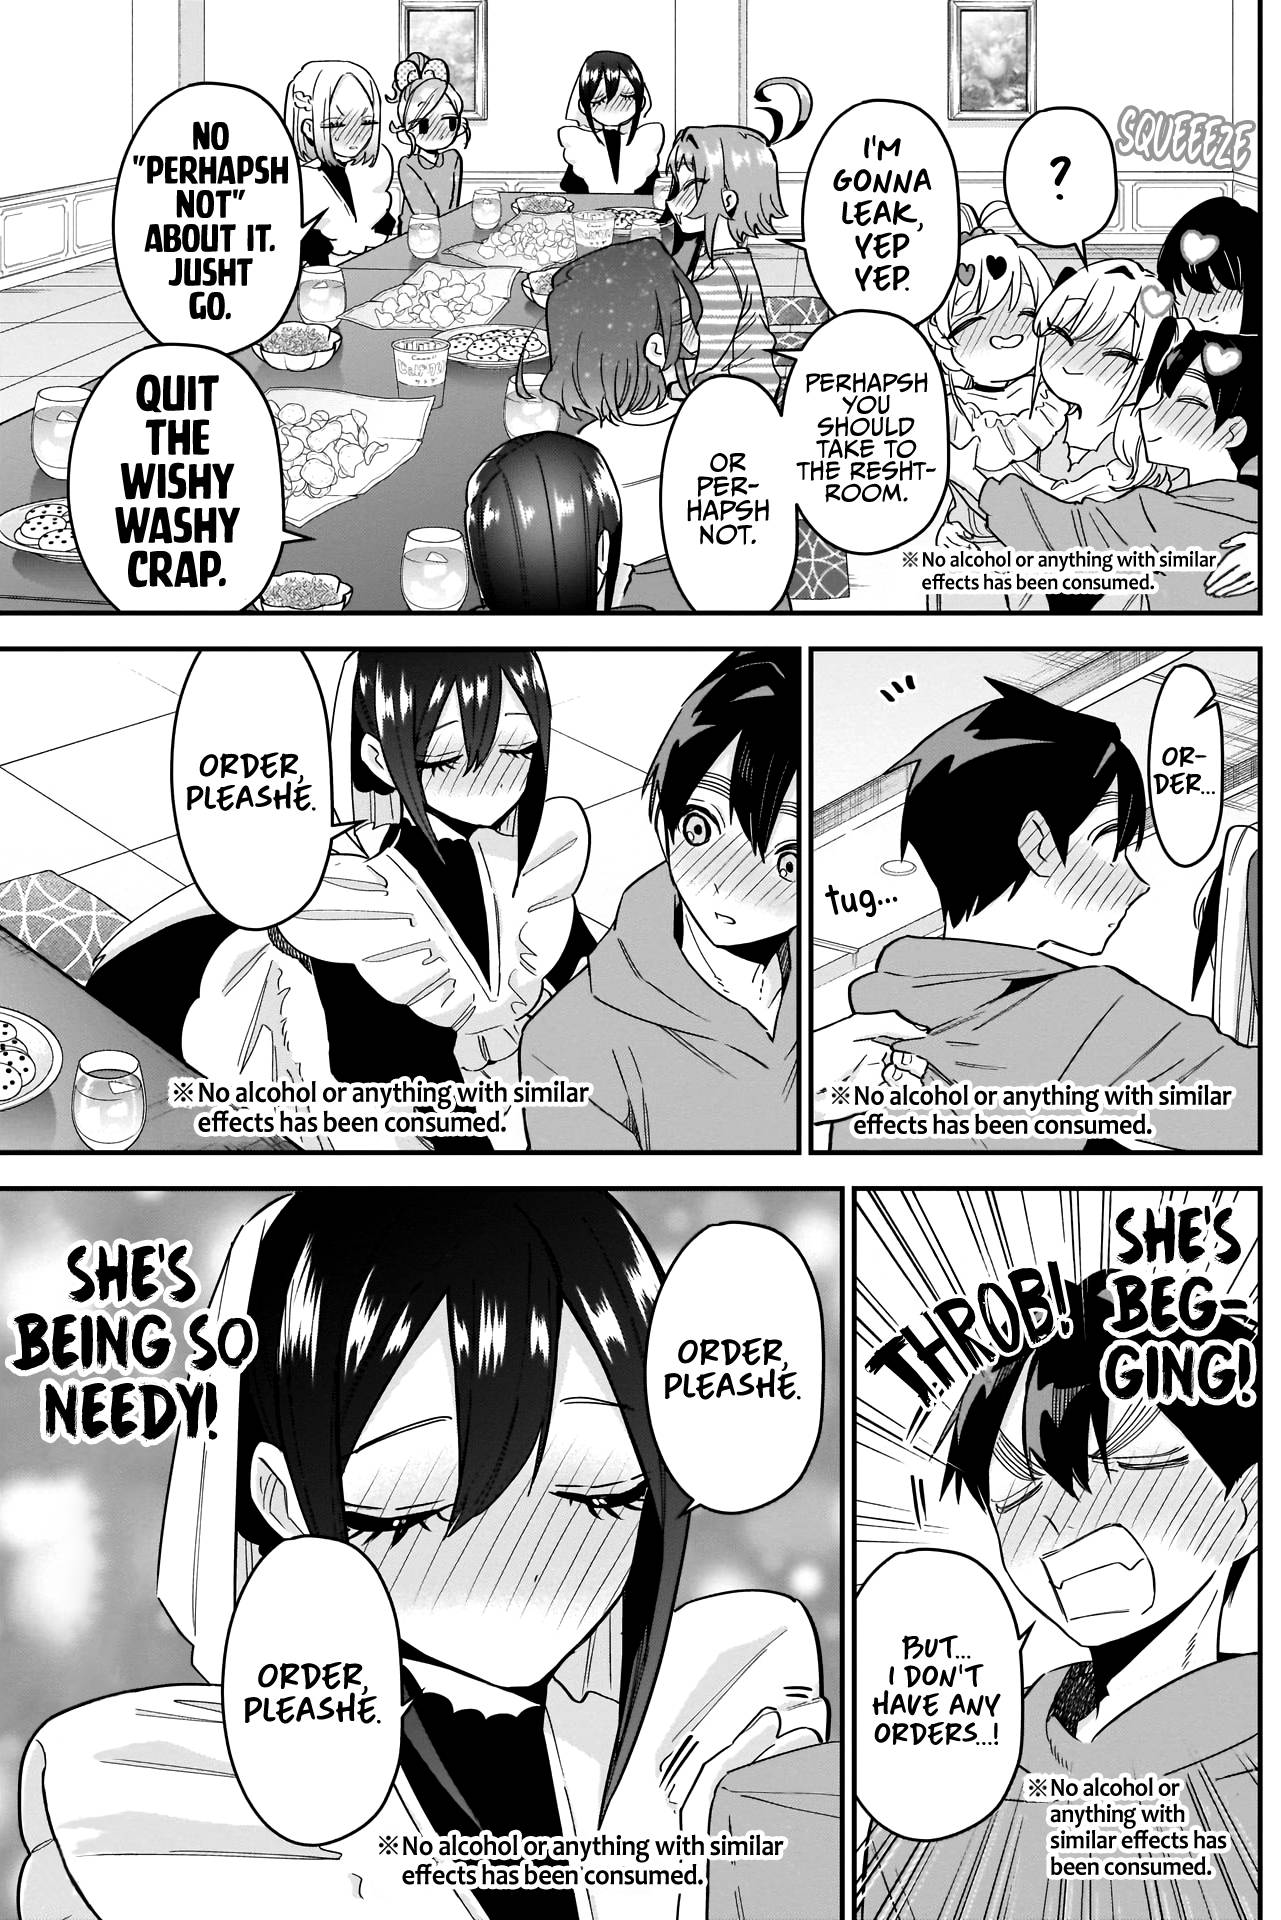 SQUEEEZE
?
I'M
GONNA
LEAK,
YEP
YEP.
PERHAPSH
YOU
SHOULD
TAKE TO
THE RESHT-
ROOM.
OR
PER-
HAPSH
NOT.
NO
"PERHAPSH
NOT"
ABOUT IT.
JUSHT
GO.
QUIT
THE
WISHY
WASHY
CRAP.
※No alcohol or anything with similar
effects has been consumed.
OR-
DER...
tug...
※No alcohol or anything with similar
effects has been consumed.
ORDER,
PLEASHE.
※No alcohol or anything with similar
effects has been consumed.
SHE'S
BEG-
GING!
THROB!
BUT...
I DON'T
HAVE ANY
ORDERS...!
※No alcohol or
anything with
similar effects has
been consumed.
ORDER,
PLEASHE.
SHE'S
BEING SO
NEEDY!
ORDER,
PLEASHE.
※No alcohol or anything with similar
effects has been consumed.